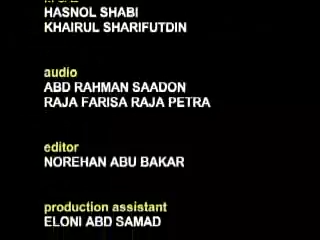 HASNOL SHABI
KHAIRUL SHARIFUTDIN
audio
ABD RAHMAN SAADON
RAJA FARISA RAJA PETRA
editor
NOREHAN ABU BAKAR
production assistant
ELONI ABD SAMAD